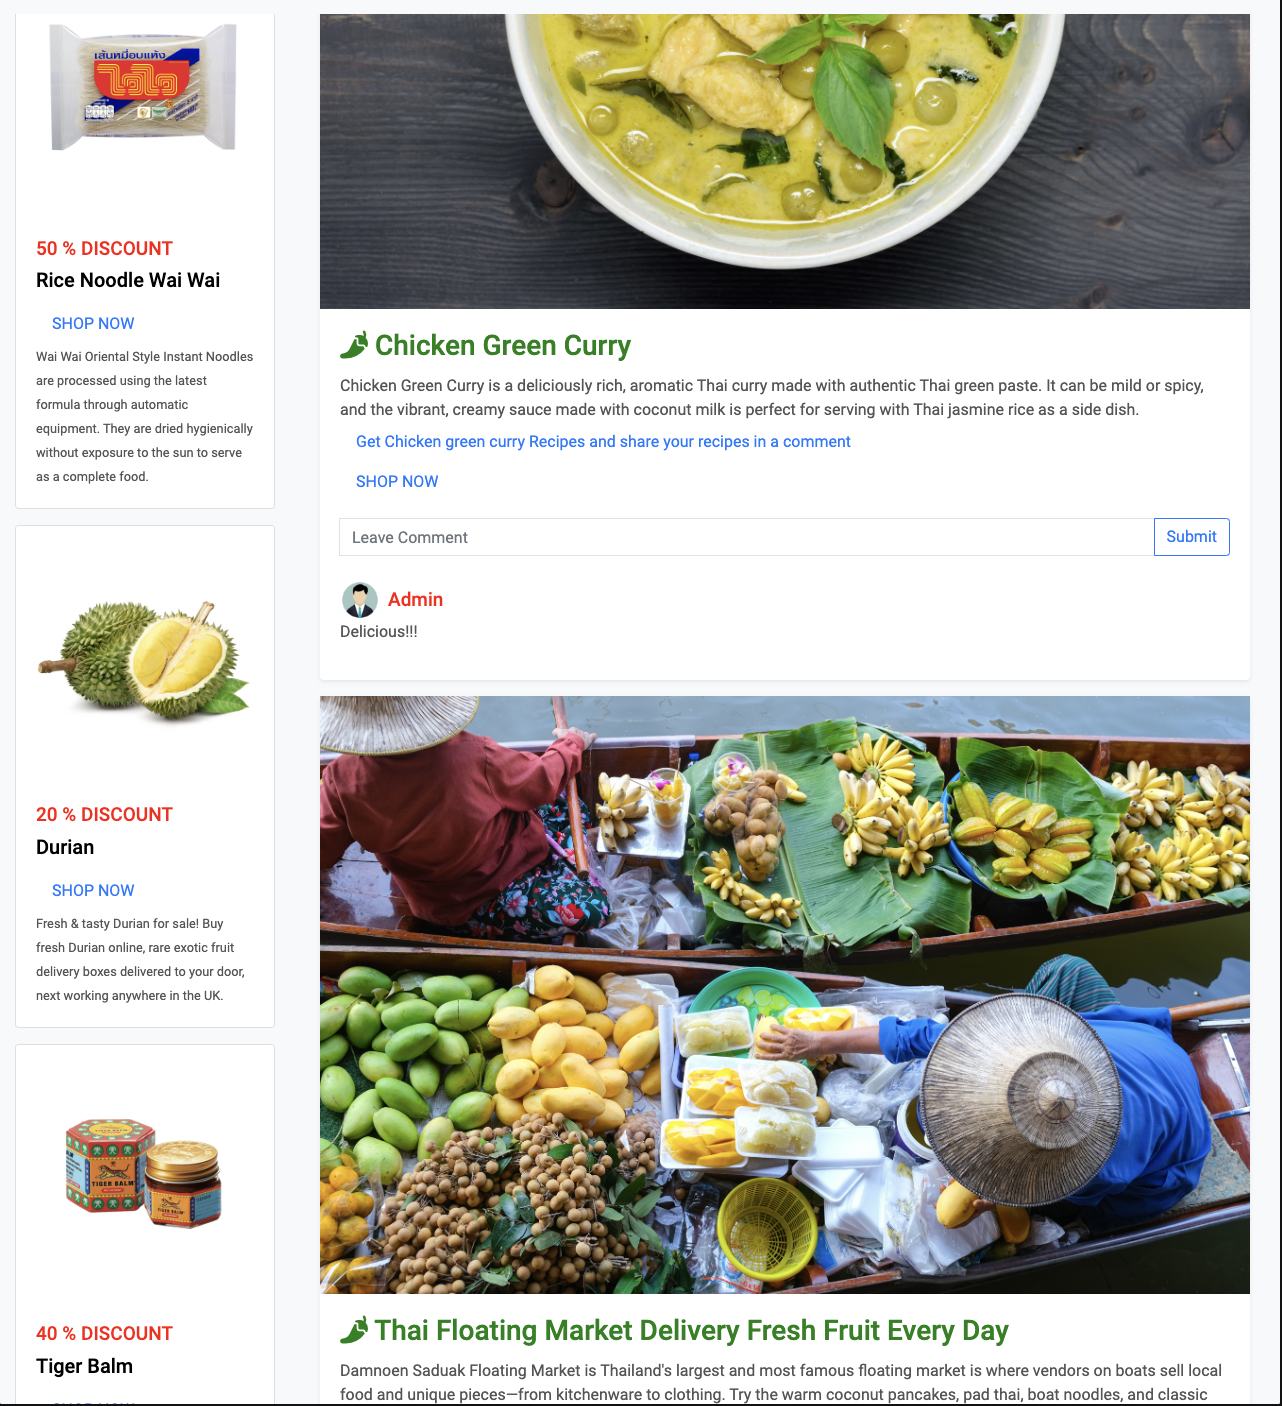 เส้นหมี่อบแห้ง
ไวไว
50 % DISCOUNT
Rice Noodle Wai Wai
SHOP NOW
Wai Wai Oriental Style Instant Noodles
are processed using the latest
formula through automatic
equipment. They are dried hygienically
without exposure to the sun to serve
as a complete food.
20 % DISCOUNT
Durian
SHOP NOW
Fresh & tasty Durian for sale! Buy
fresh Durian online, rare exotic fruit
delivery boxes delivered to your door,
next working anywhere in the UK.
TIGER BALM
TIGER BALM
40 % DISCOUNT
Tiger Balm
Chicken Green Curry
Chicken Green Curry is a deliciously rich, aromatic Thai curry made with authentic Thai green paste. It can be mild or spicy,
and the vibrant, creamy sauce made with coconut milk is perfect for serving with Thai jasmine rice as a side dish.
Get Chicken green curry Recipes and share your recipes in a comment
SHOP NOW
Leave Comment
Submit
Admin
Delicious!!!
Thai Floating Market Delivery Fresh Fruit Every Day
Damnoen Saduak Floating Market is Thailand's largest and most famous floating market is where vendors on boats sell local
food and unique pieces—from kitchenware to clothing. Try the warm coconut pancakes, pad thai, boat noodles, and classic